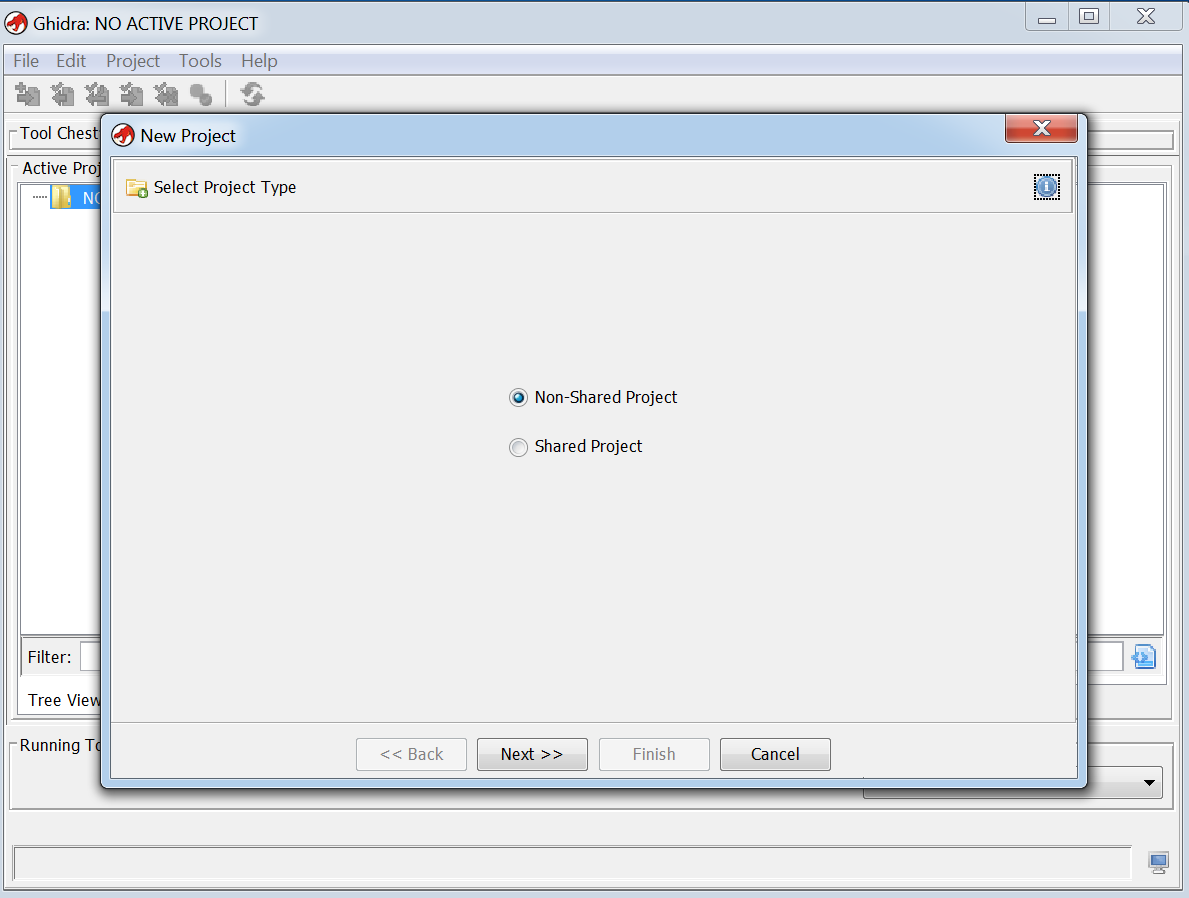 Ghidra: NO ACTIVE PROJECT
File Edit Project Tools Help
Tool Chest
New Project
Active Proj
Select Project Type
NO
Non-Shared Project
Shared Project
Filter:
Tree View
Running To
<< Back Next >> Finish Cancel